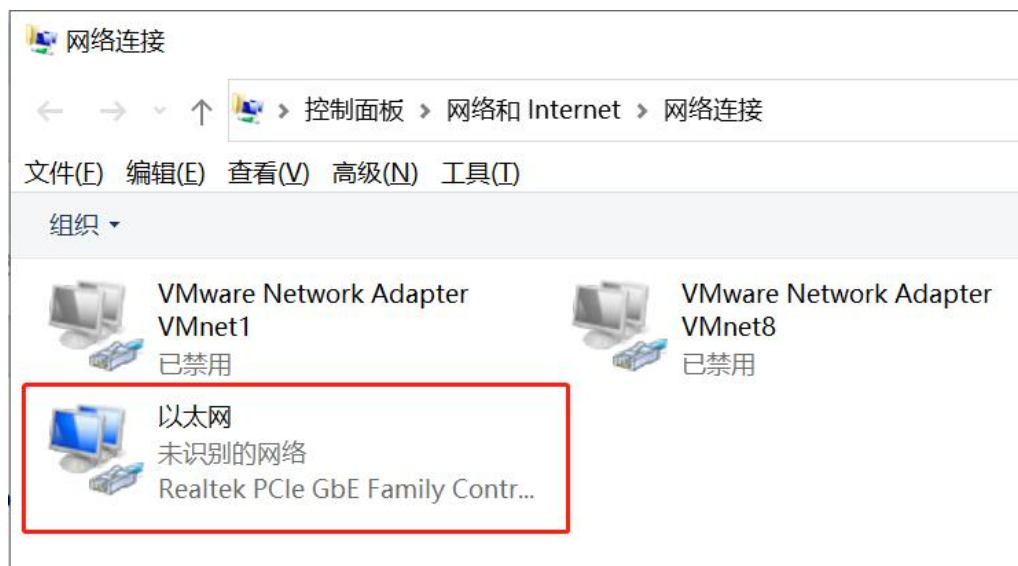 网络连接
控制面板 > 网络和 Internet > 网络连接
文件(F) 编辑(E) 查看(V) 高级(N) 工具(T)
组织
VMware Network Adapter
VMnet1
已禁用
VMware Network Adapter
VMnet8
已禁用
以太网
未识别的网络
Realtek PCIe GbE Family Contr...